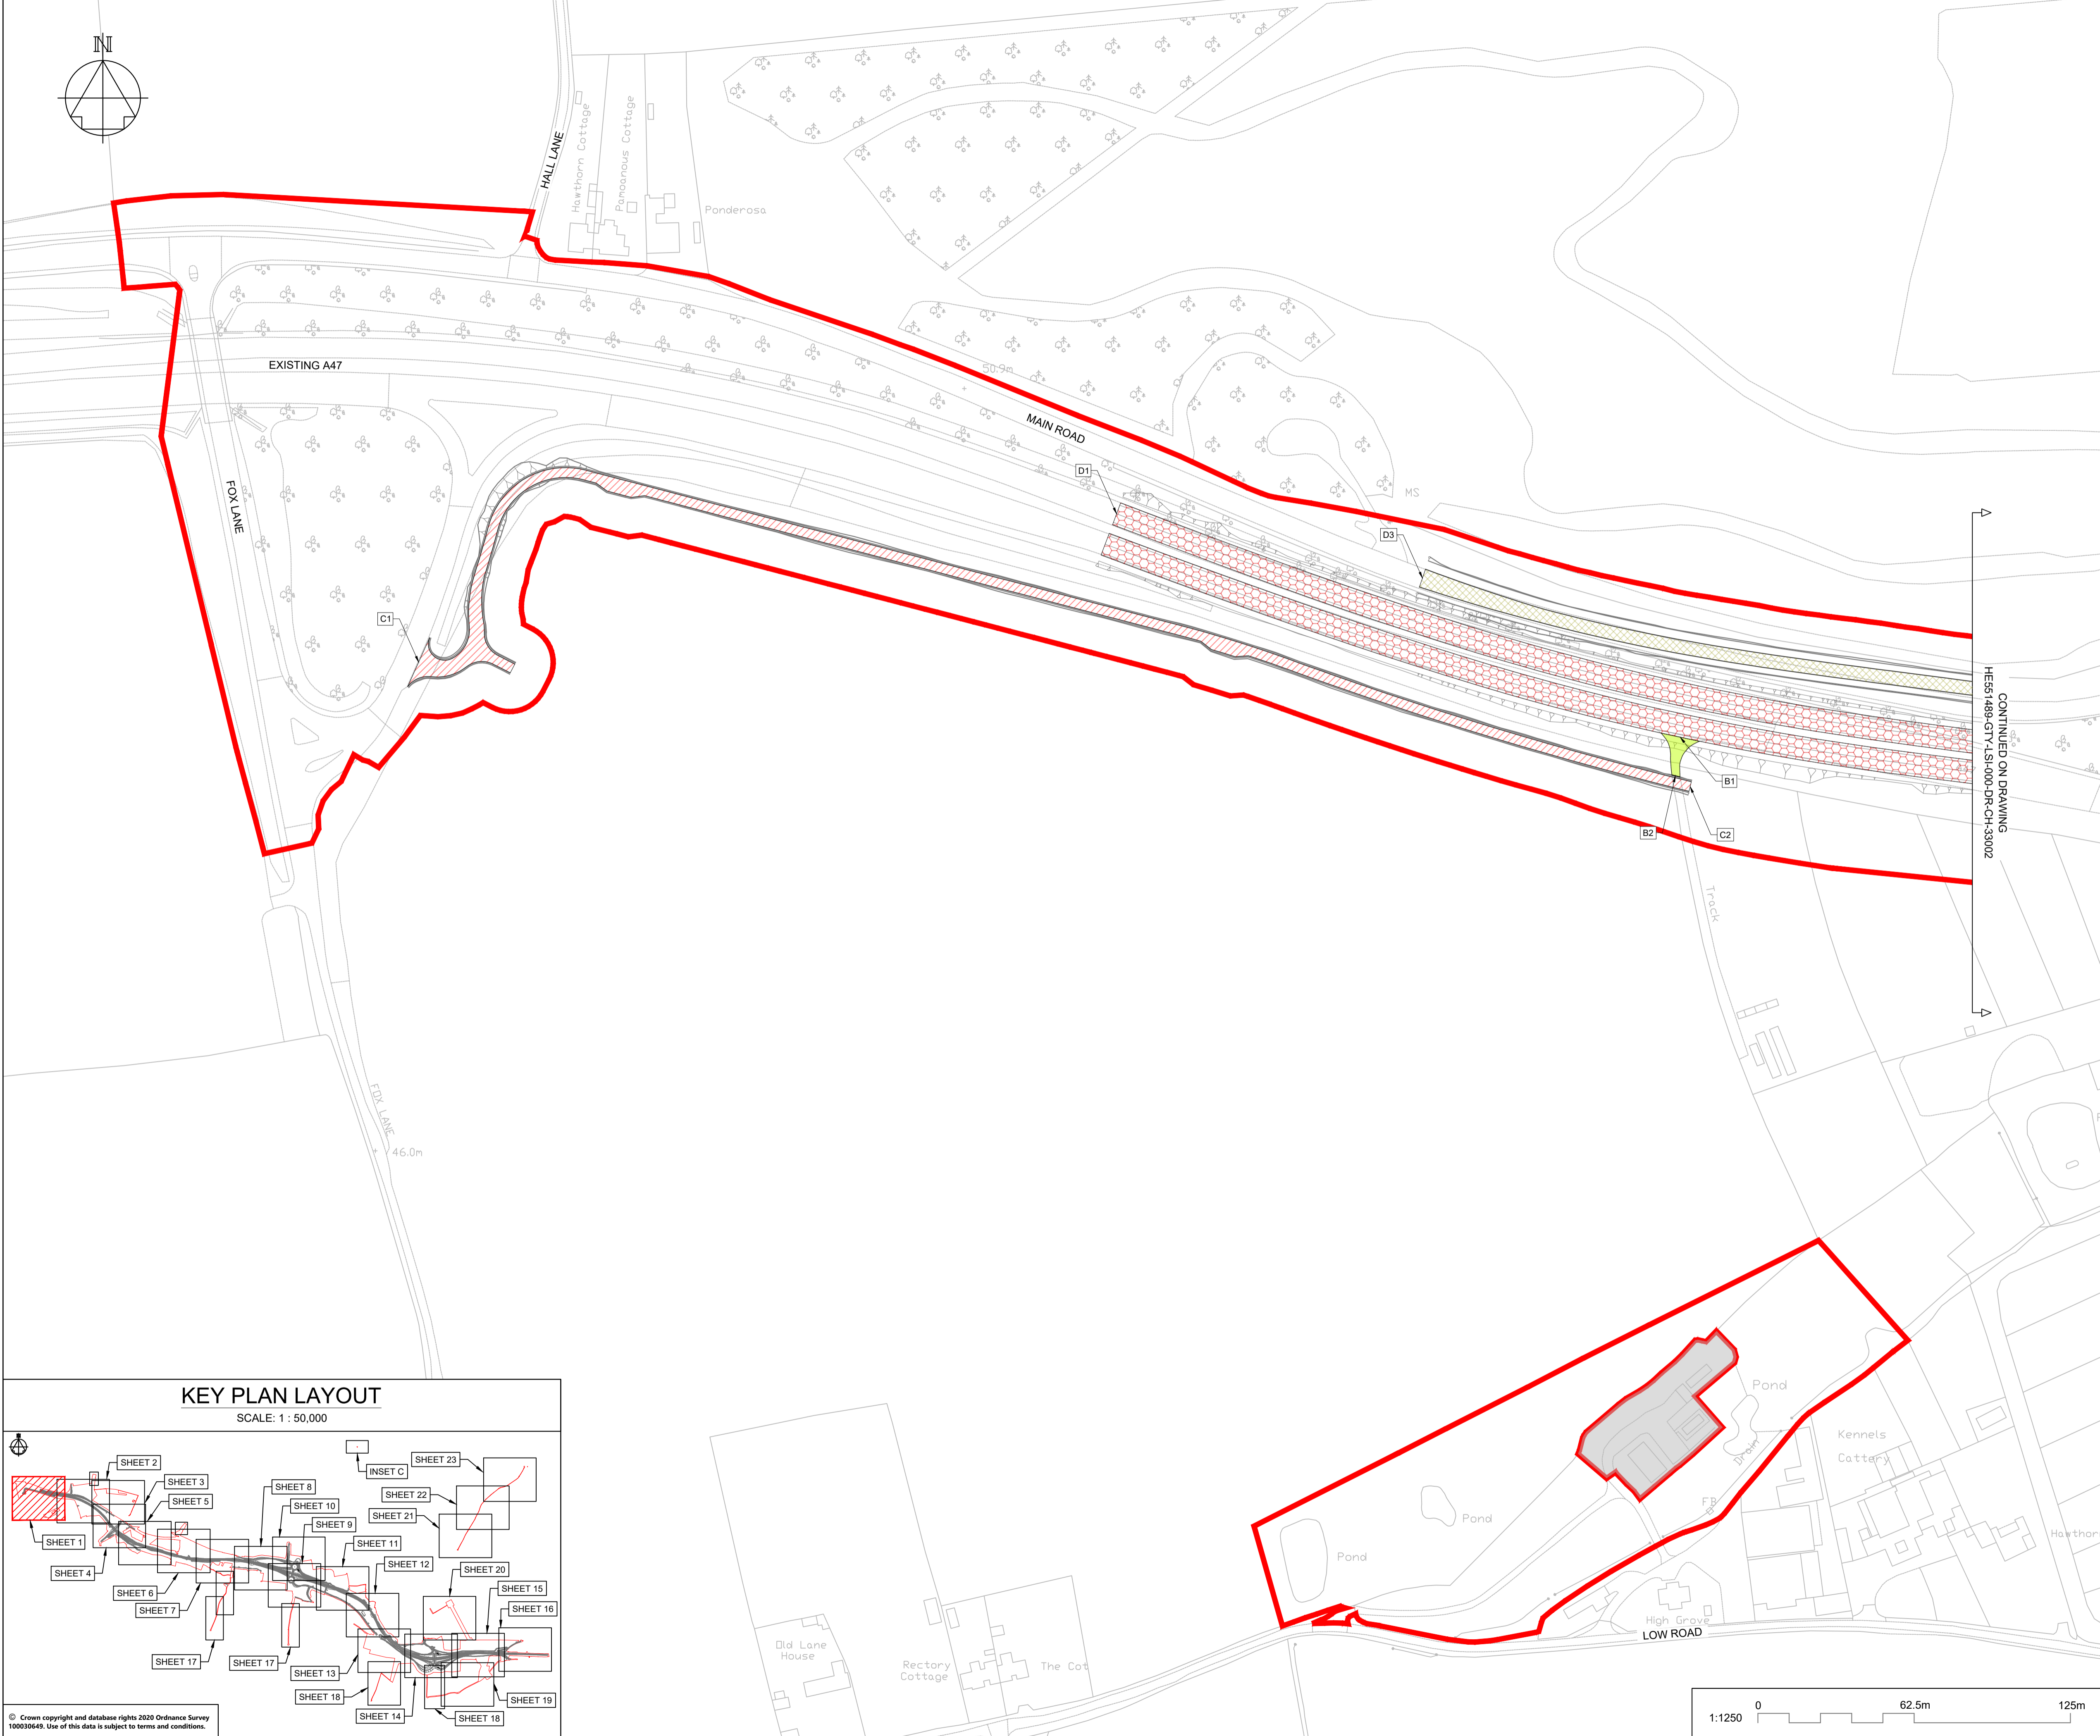 N
HALL LANE
Hawthorn Cottage
Panoanous Cottage
Ponderosa
EXISTING A47
50.9m
MAIN ROAD
FOX LANE
D1
MS
D3
C1
CONTINUED ON DRAWING
HE551489-GTY-LSI-000-DR-CH-33002
B1
B2
C2
Track
FOX LANE
46.0m
Pond
Drain
Kennels
Cattery
FB
Pond
Pond
Hawthor
High Grove
LOW ROAD
Old Lane
House
Rectory
Cottage
The Cot
KEY PLAN LAYOUT
SCALE: 1 : 50,000
SHEET 23
INSET C
SHEET 2
SHEET 3
SHEET 8
SHEET 22
SHEET 5
SHEET 10
SHEET 21
SHEET 9
SHEET 1
SHEET 11
SHEET 12
SHEET 4
SHEET 20
SHEET 6
SHEET 15
SHEET 7
SHEET 16
SHEET 17
SHEET 17
SHEET 13
SHEET 18
SHEET 19
SHEET 14
SHEET 18
© Crown copyright and database rights 2020 Ordnance Survey
100030649. Use of this data is subject to terms and conditions.
1:1250
0 62.5m 125m